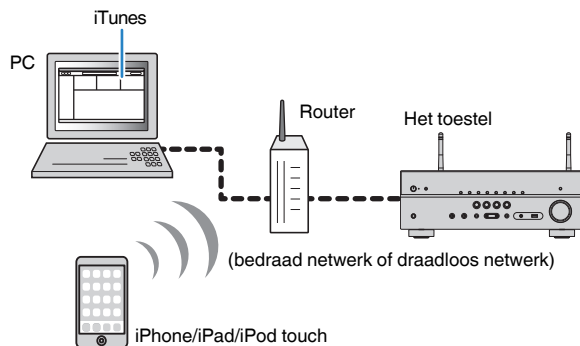 iTunes
PC
Router
Het toestel
(bedraad netwerk of draadloos netwerk)
iPhone/iPad/iPod touch